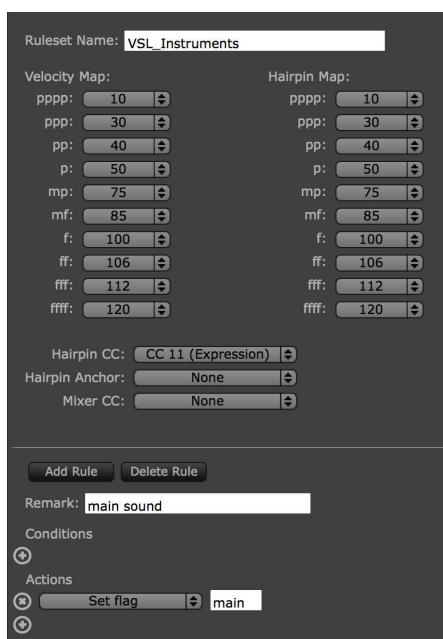 Ruleset Name: VSL_Instruments
Velocity Map: Hairpin Map:
pppp: 10 pppp: 10
ppp: 30 ppp: 30
pp: 40 pp: 40
p: 50 p: 50
mp: 75 mp: 75
mf: 85 mf: 85
f: 100 f: 100
ff: 106 ff: 106
fff: 112 fff: 112
ffff: 120 ffff: 120
Hairpin CC: CC 11 (Expression)
Hairpin Anchor: None
Mixer CC: None
Add Rule Delete Rule
Remark: main sound
Conditions
Actions
Set flag main